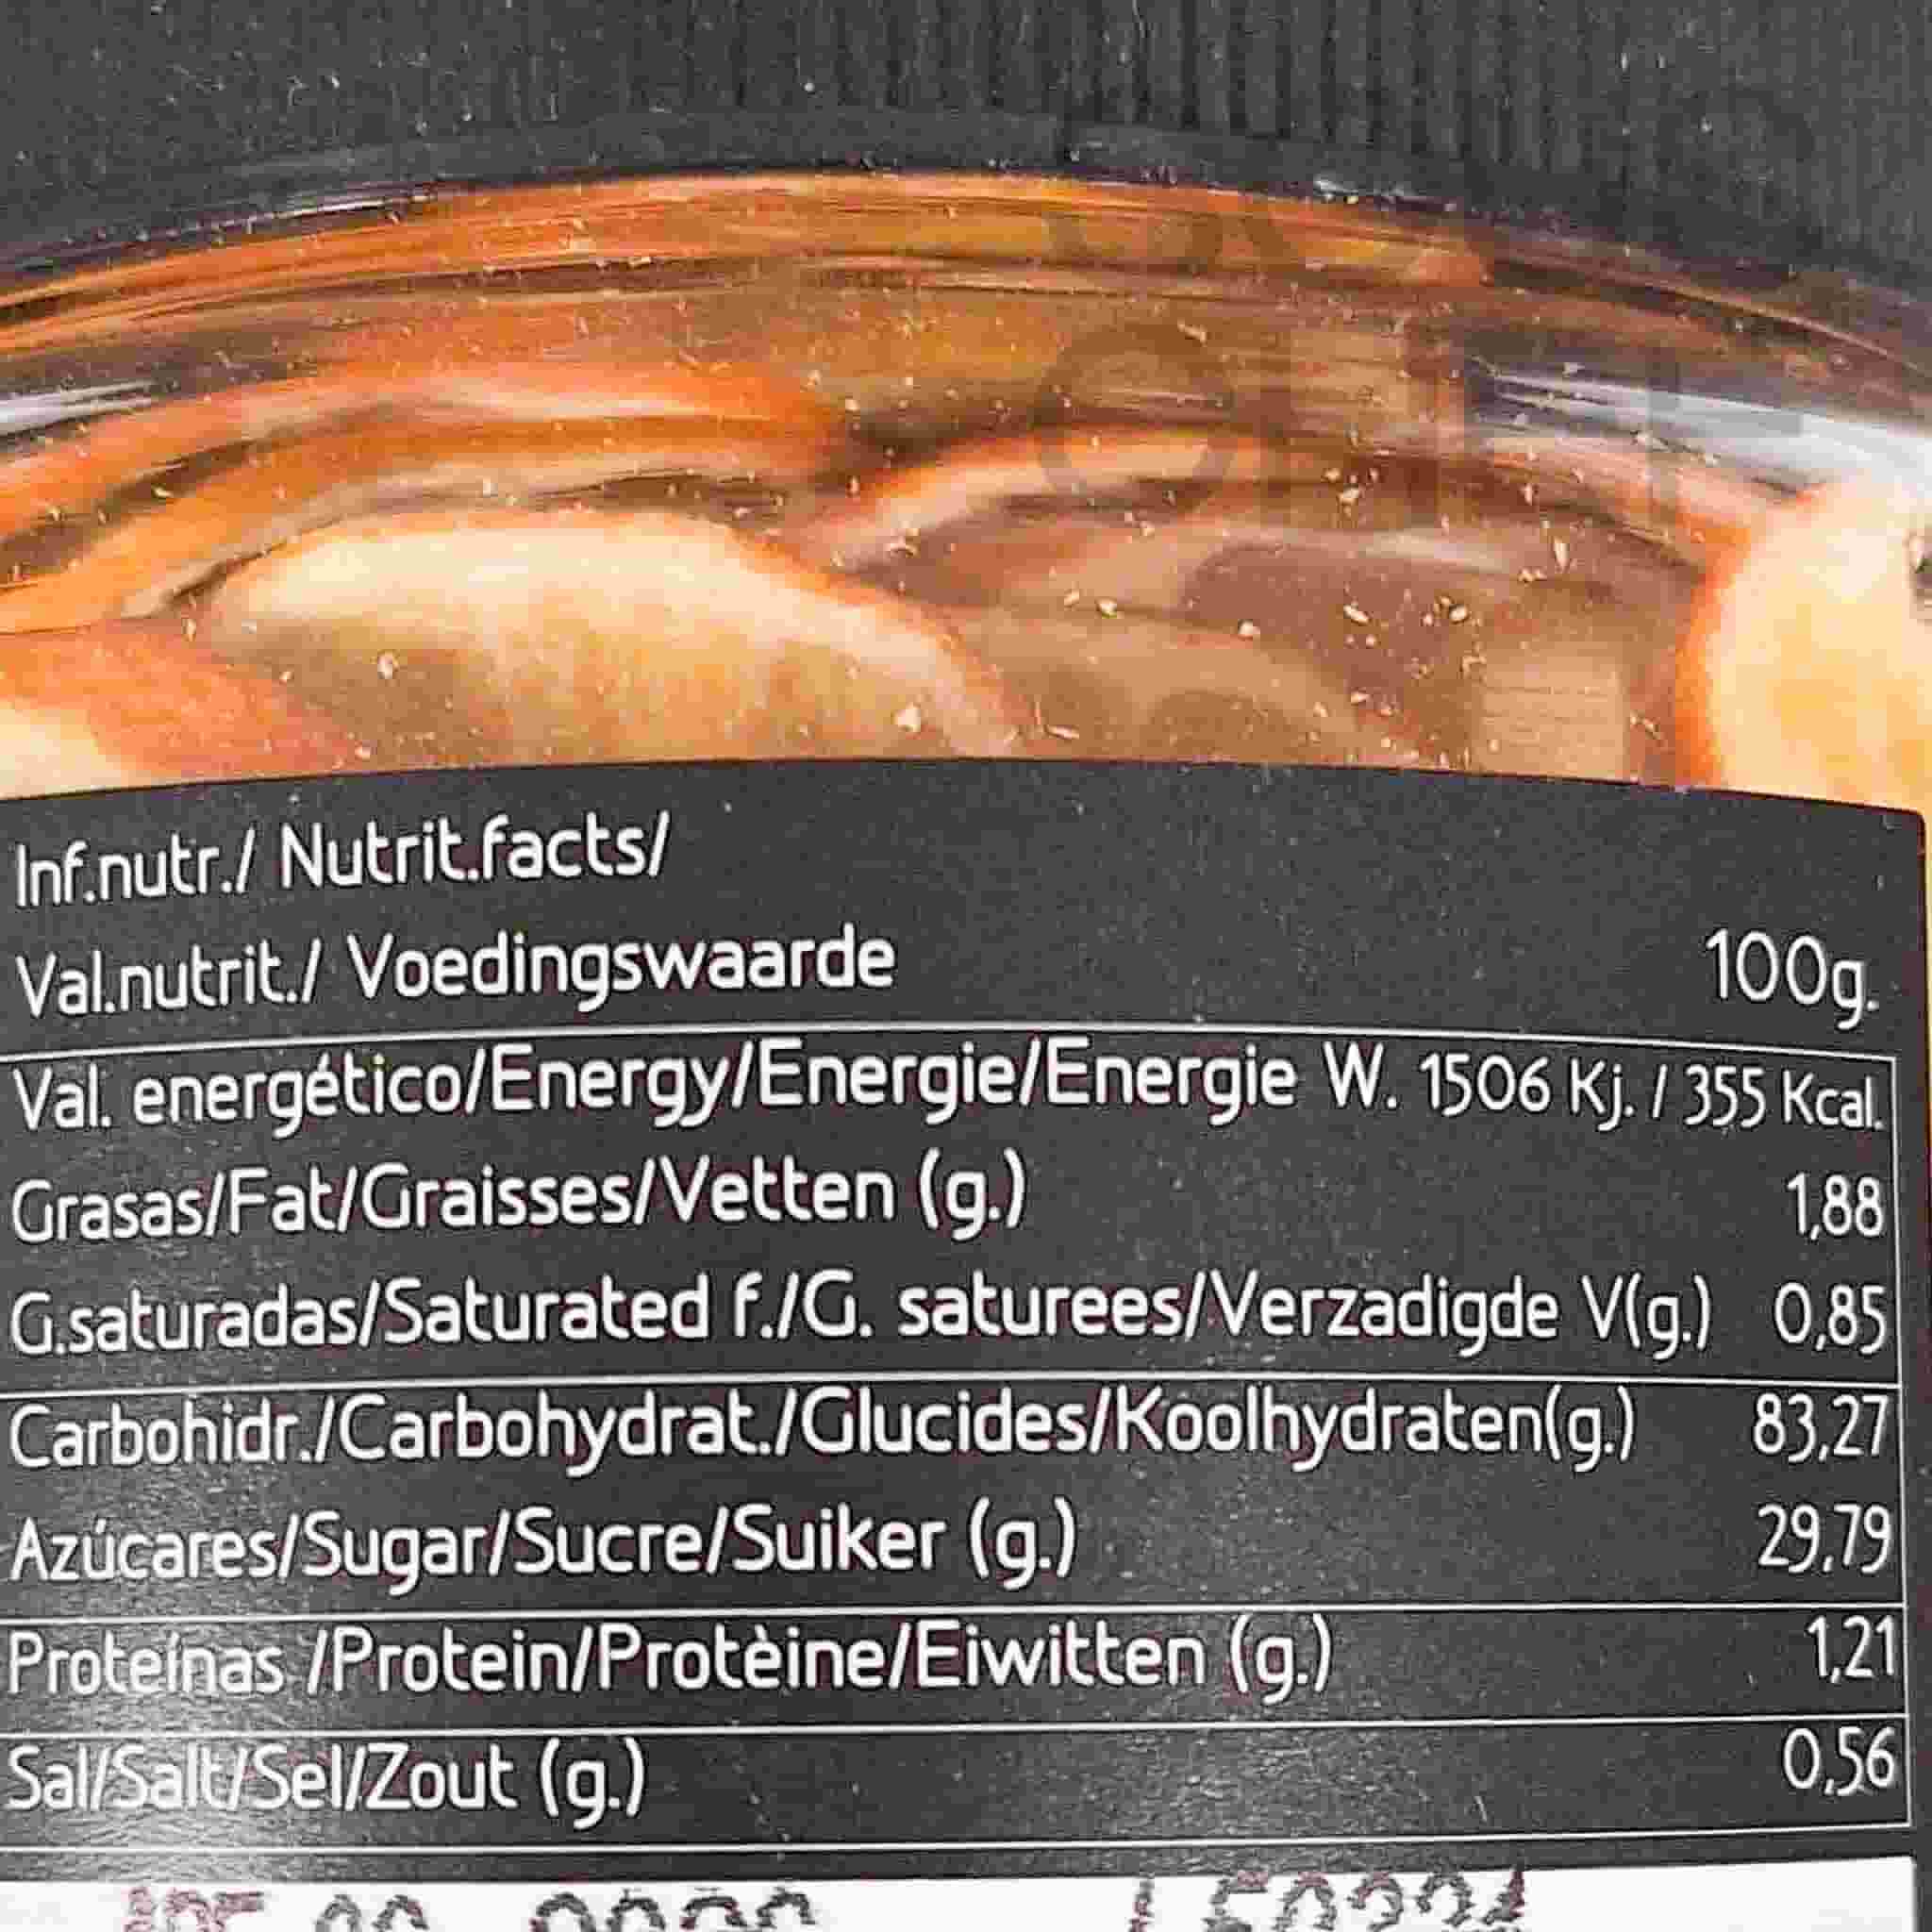 Inf.nutr./ Nutrit.facts/
Val.nutrit./ Voedingswaarde 100g.
Val. energético/Energy/Energie/Energie W. 1506 Kj. / 355 Kcal.
Grasas/Fat/Graisses/Vetten (g.) 1,88
G.saturadas/Saturated f./G. saturees/Verzadigde V(g.) 0,85
Carbohidr./Carbohydrat./Glucides/Koolhydraten(g.) 83,27
Azúcares/Sugar/Sucre/Suiker (g.) 29,79
Proteínas /Protein/Protèine/Eiwitten (g.) 1,21
Sal/Salt/Sel/Zout (g.) 0,56